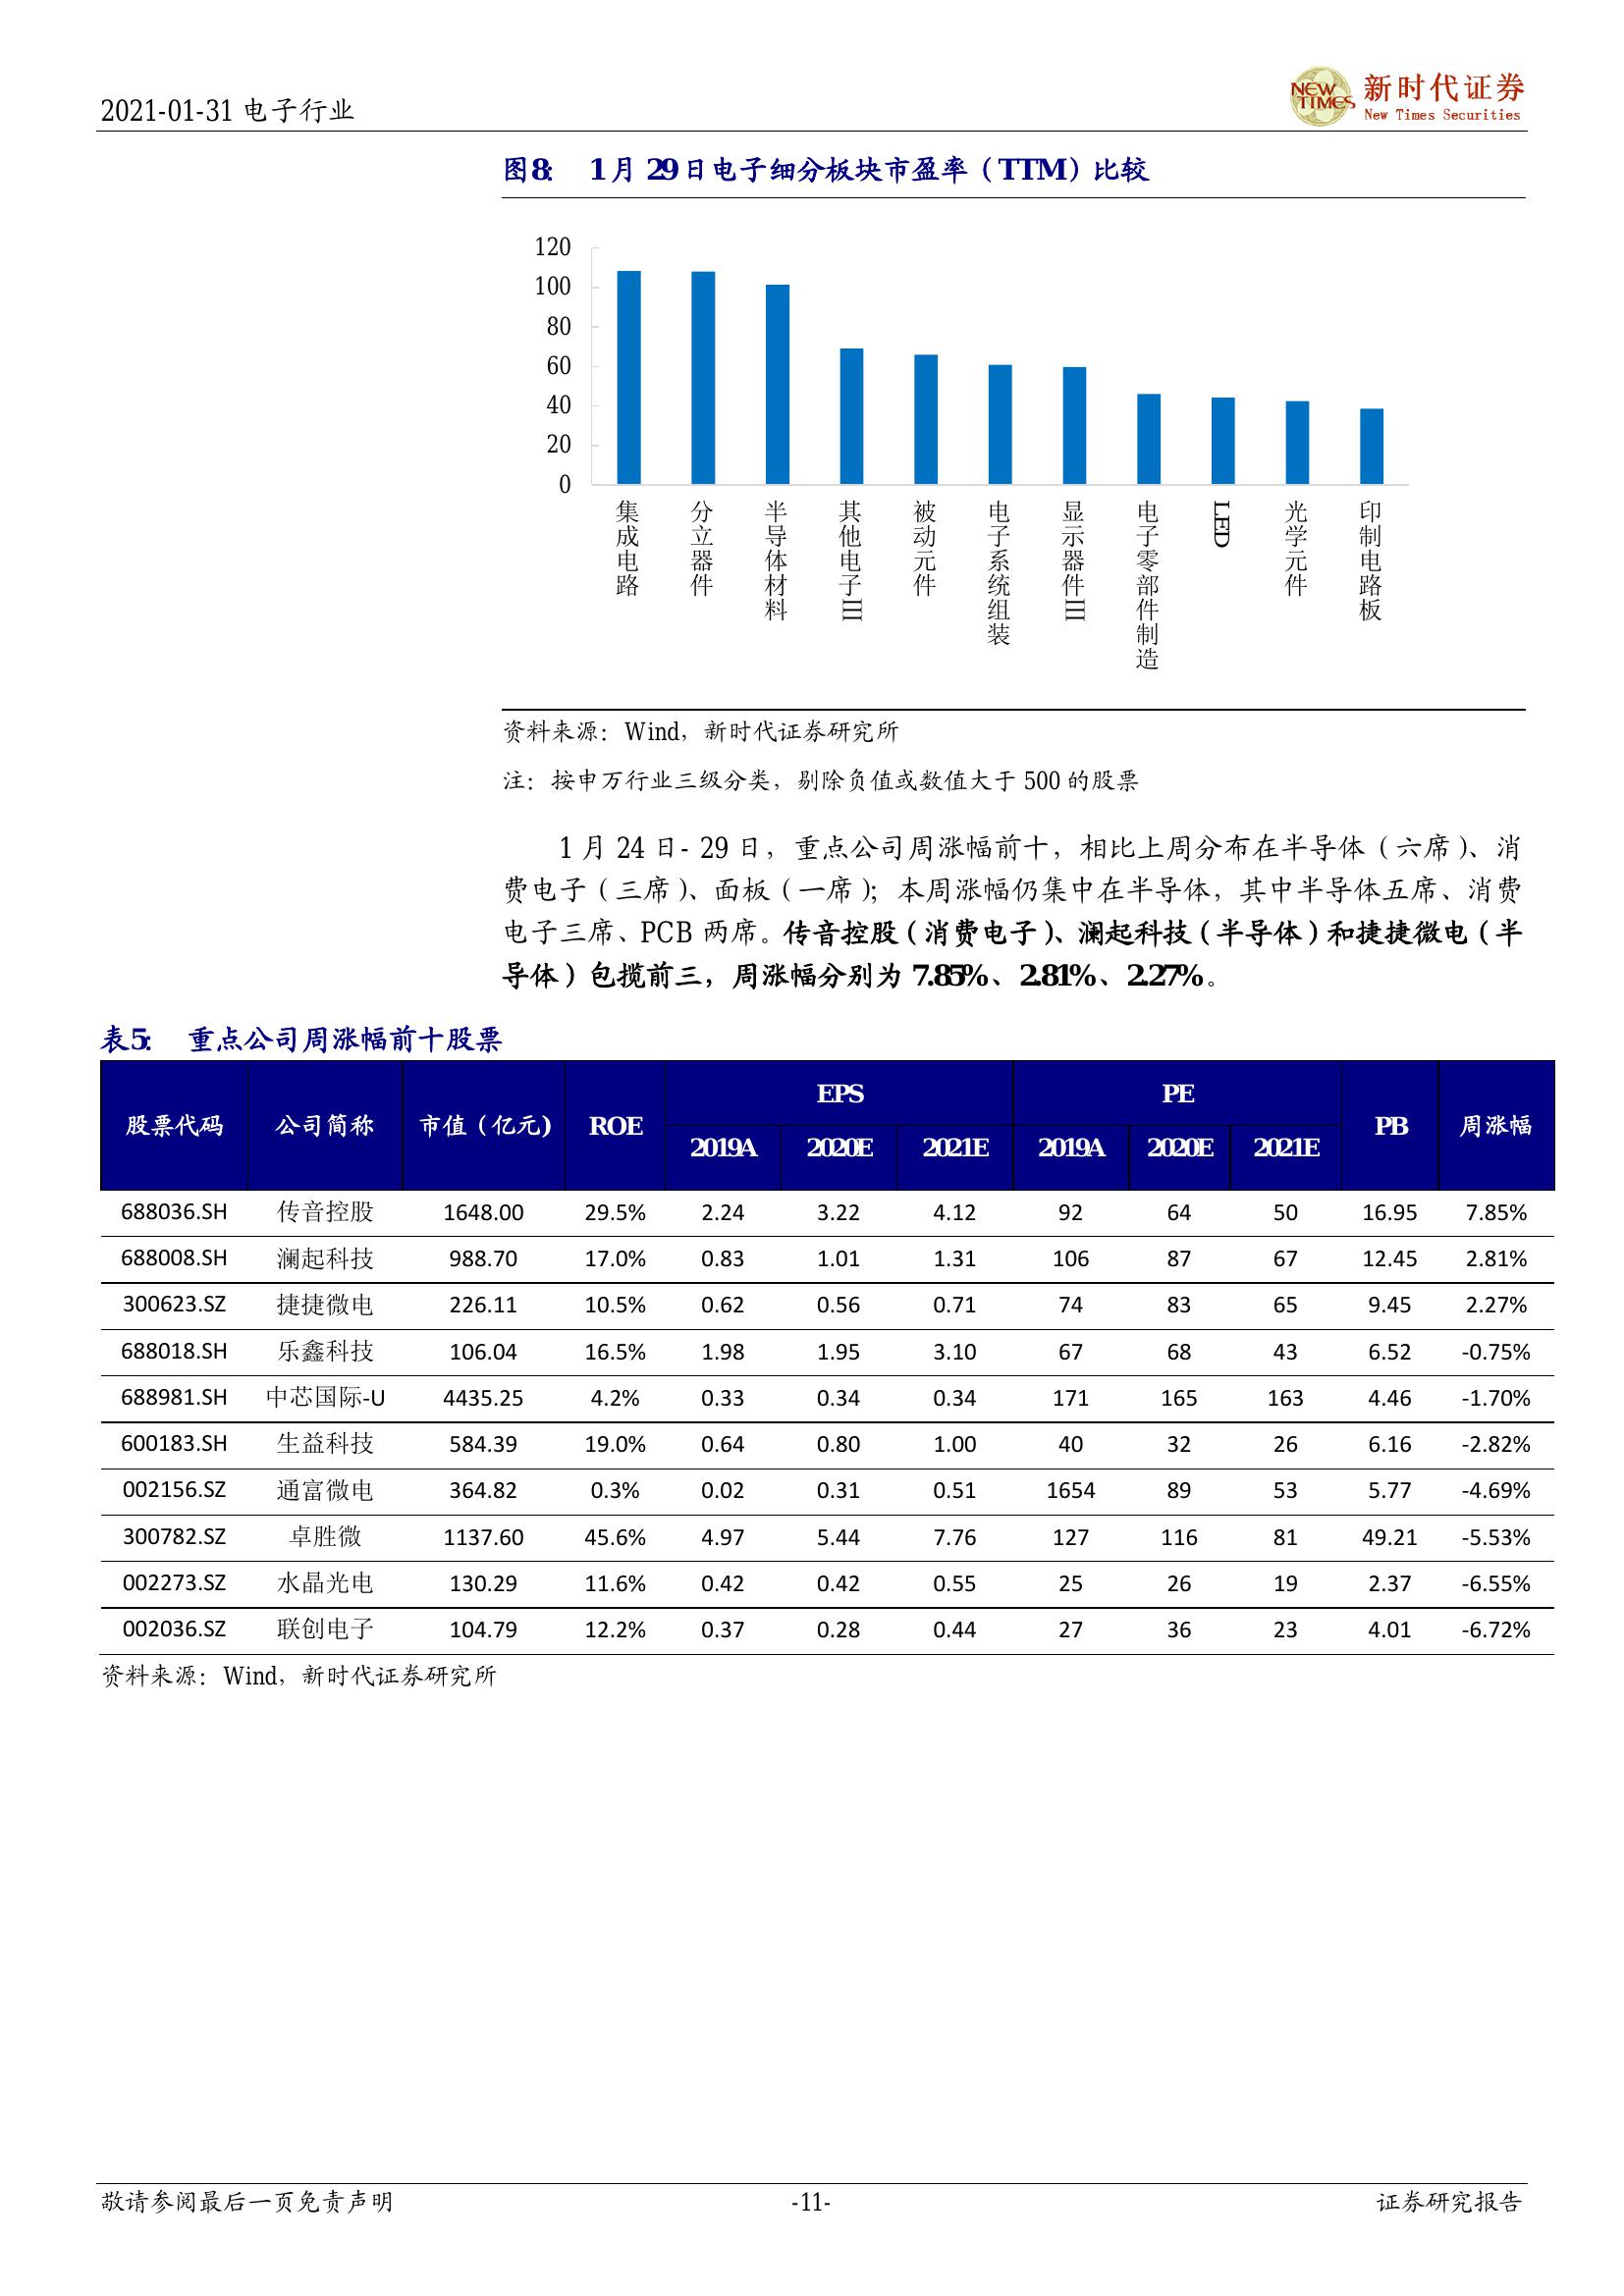 2021-01-31 电子行业
NEW TIMES 新时代证券
New Times Securities
图8: 1月29日电子细分板块市盈率（TTM）比较
120
100
80
60
40
20
0
集成电路 分立器件 半导体材料 其他电子III 被动元件 电子系统组装 显示器件III 电子零部件制造 LED 光学元件 印制电路板
资料来源：Wind，新时代证券研究所
注：按申万行业三级分类，剔除负值或数值大于 500 的股票
1 月 24 日- 29 日，重点公司周涨幅前十，相比上周分布在半导体（六席）、消
费电子（三席）、面板（一席）；本周涨幅仍集中在半导体，其中半导体五席、消费
电子三席、PCB 两席。传音控股（消费电子）、澜起科技（半导体）和捷捷微电（半
导体）包揽前三，周涨幅分别为 7.85%、2.81%、2.27%。
表5: 重点公司周涨幅前十股票
股票代码 公司简称 市值（亿元) ROE EPS PE PB 周涨幅
2019A 2020E 2021E 2019A 2020E 2021E
688036.SH 传音控股 1648.00 29.5% 2.24 3.22 4.12 92 64 50 16.95 7.85%
688008.SH 澜起科技 988.70 17.0% 0.83 1.01 1.31 106 87 67 12.45 2.81%
300623.SZ 捷捷微电 226.11 10.5% 0.62 0.56 0.71 74 83 65 9.45 2.27%
688018.SH 乐鑫科技 106.04 16.5% 1.98 1.95 3.10 67 68 43 6.52 -0.75%
688981.SH 中芯国际-U 4435.25 4.2% 0.33 0.34 0.34 171 165 163 4.46 -1.70%
600183.SH 生益科技 584.39 19.0% 0.64 0.80 1.00 40 32 26 6.16 -2.82%
002156.SZ 通富微电 364.82 0.3% 0.02 0.31 0.51 1654 89 53 5.77 -4.69%
300782.SZ 卓胜微 1137.60 45.6% 4.97 5.44 7.76 127 116 81 49.21 -5.53%
002273.SZ 水晶光电 130.29 11.6% 0.42 0.42 0.55 25 26 19 2.37 -6.55%
002036.SZ 联创电子 104.79 12.2% 0.37 0.28 0.44 27 36 23 4.01 -6.72%
资料来源：Wind，新时代证券研究所
敬请参阅最后一页免责声明 -11- 证券研究报告